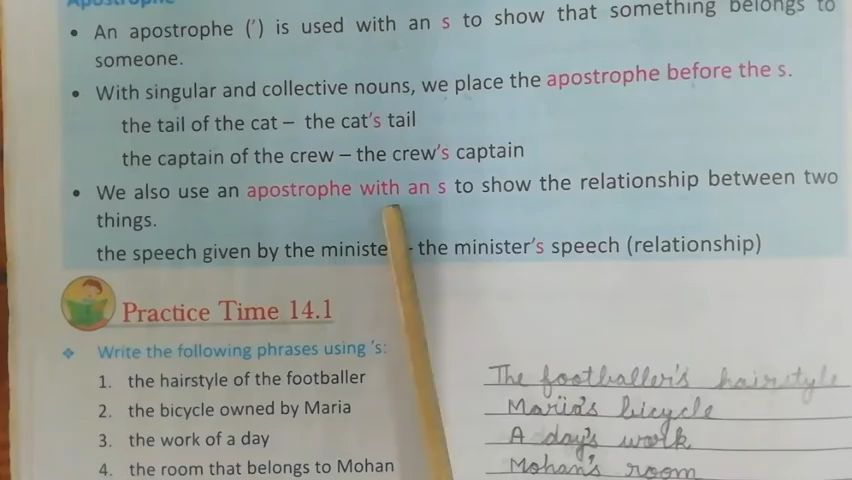 Apostrophe
• An apostrophe (’) is used with an s to show that something belongs to
someone.
• With singular and collective nouns, we place the apostrophe before the s.
the tail of the cat – the cat’s tail
the captain of the crew – the crew’s captain
• We also use an apostrophe with an s to show the relationship between two
things.
the speech given by the ministe - the minister’s speech (relationship)
Practice Time 14.1
❖ Write the following phrases using ’s:
1. the hairstyle of the footballer The footballer's hairstyle
2. the bicycle owned by Maria Maria's bicycle
3. the work of a day A day's work
4. the room that belongs to Mohan Mohan's room